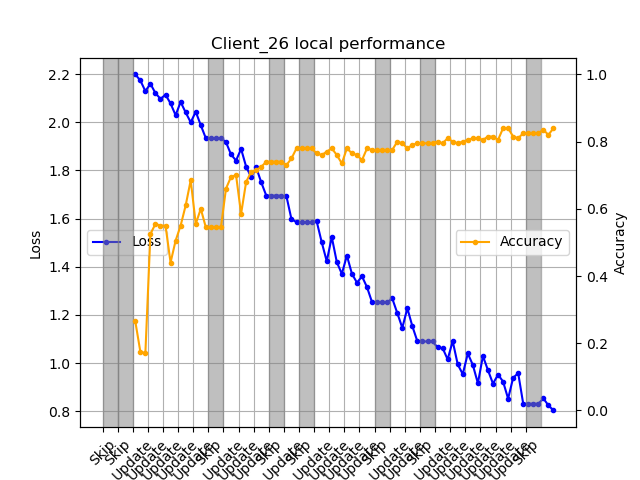 Client_26 local performance
2.2
2.0
1.8
1.6
1.4
1.2
1.0
0.8
Loss
Loss
Accuracy
1.0
0.8
0.6
0.4
0.2
0.0
Accuracy
Skip
Skip
Update
Update
Update
Update
Update
Skip
Update
Update
Update
Skip
Update
Skip
Update
Update
Update
Update
Skip
Update
Update
Skip
Update
Update
Update
Update
Update
Update
Skip